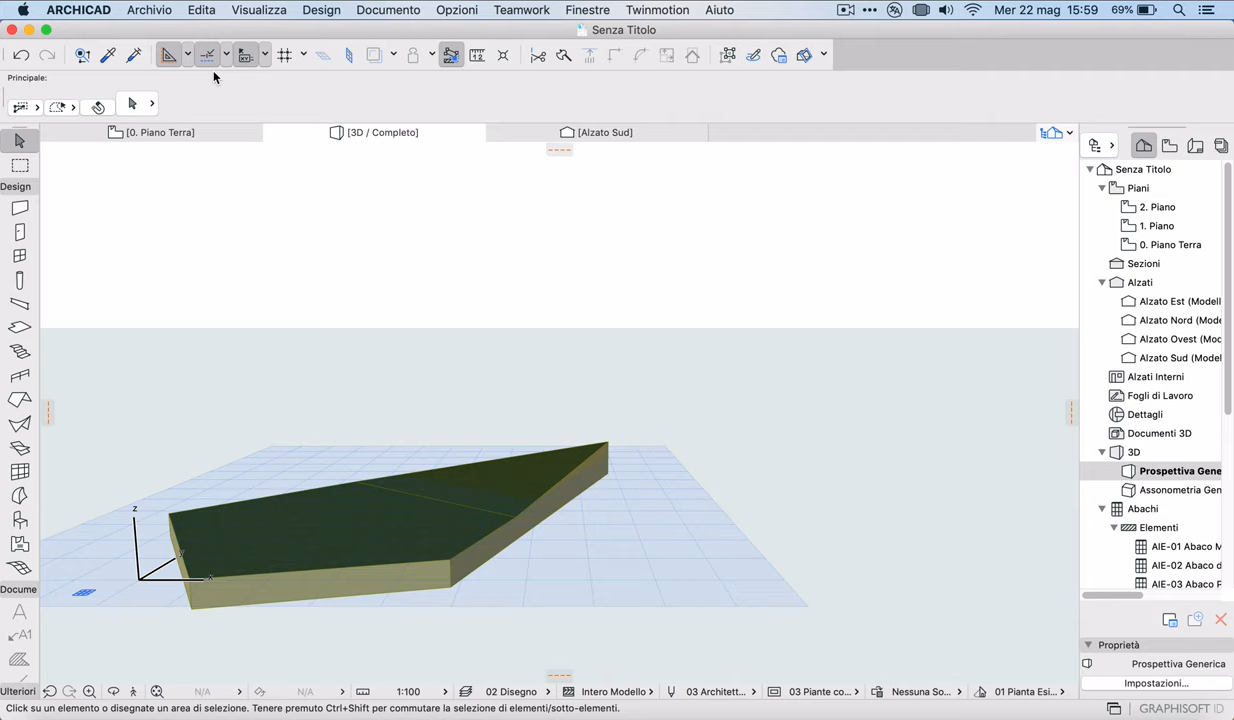 ARCHICAD Archivio Edita Visualizza Design Documento Opzioni Teamwork Finestre Twinmotion Aiuto Mer 22 mag 15:59 69%
Senza Titolo
Principale:
[0. Piano Terra] [3D / Completo] [Alzato Sud]
Design
Senza Titolo
Piani
2. Piano
1. Piano
0. Piano Terra
Sezioni
Alzati
Alzato Est (Modell
Alzato Nord (Mode
Alzato Ovest (Moc
Alzato Sud (Model
Alzati Interni
Fogli di Lavoro
Dettagli
Documenti 3D
3D
Prospettiva Gene
Assonometria Gen
Abachi
Elementi
AIE-01 Abaco M
AIE-02 Abaco d
AIE-03 Abaco F
z
y
x
Docume
A
A1
Proprietà
Prospettiva Generica
Impostazioni...
Ulteriori N/A N/A 1:100 02 Disegno Intero Modello 03 Architett... 03 Piante co... Nessuna So... 01 Pianta Esi...
Click su un elemento o disegnate un area di selezione. Tenere premuto Ctrl+Shift per commutare la selezione di elementi/sotto-elementi.
GRAPHISOFT ID